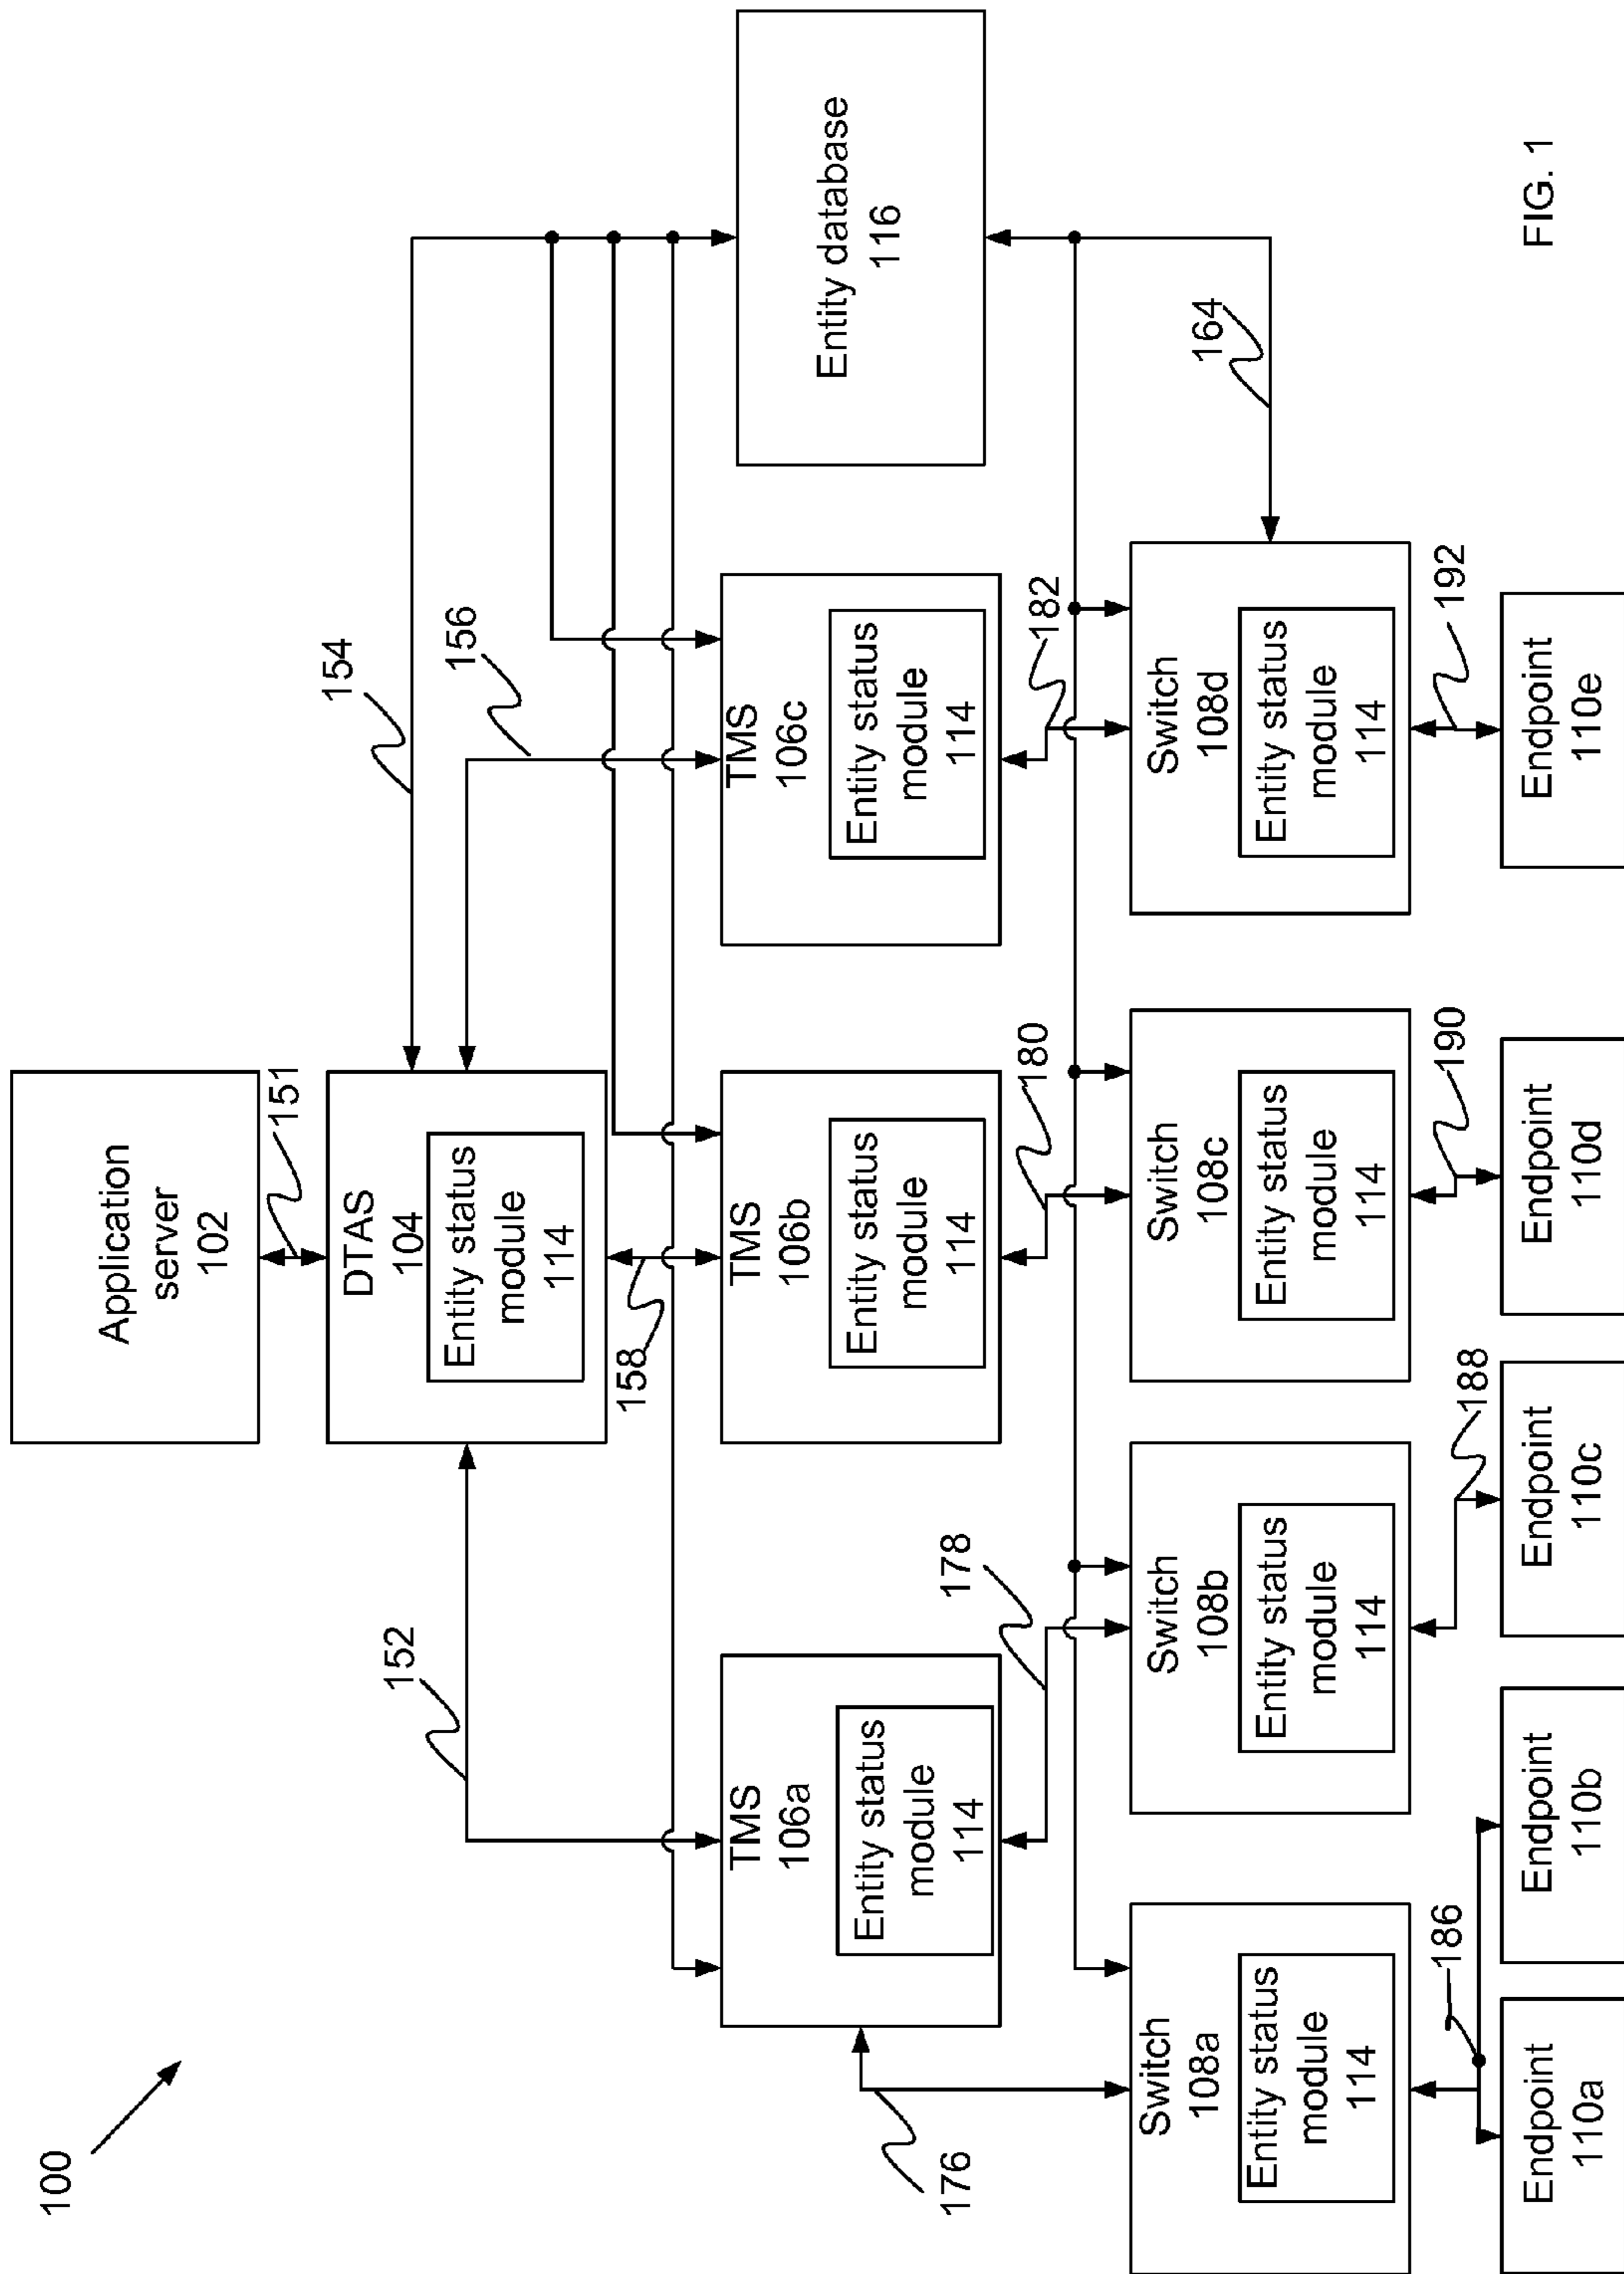 100
Application
server
102
151
DTAS
104
Entity status
module
114
152
154
156
158
TMS
106a
Entity status
module
114
TMS
106b
Entity status
module
114
TMS
106c
Entity status
module
114
Entity database
116
176
178
180
182
164
Switch
108a
Entity status
module
114
Switch
108b
Entity status
module
114
Switch
108c
Entity status
module
114
Switch
108d
Entity status
module
114
186
188
190
192
Endpoint
110a
Endpoint
110b
Endpoint
110c
Endpoint
110d
Endpoint
110e
FIG. 1